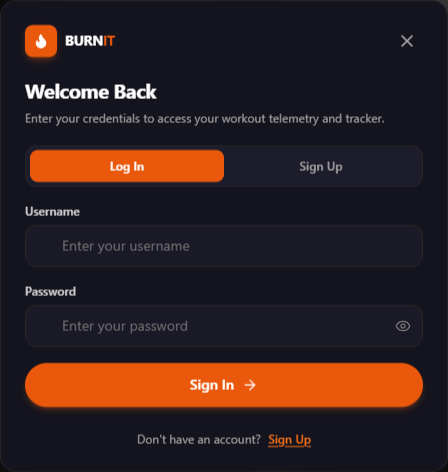 BURNIT
Welcome Back
Enter your credentials to access your workout telemetry and tracker.
Log In
Sign Up
Username
Enter your username
Password
Enter your password
Sign In →
Don't have an account? Sign Up